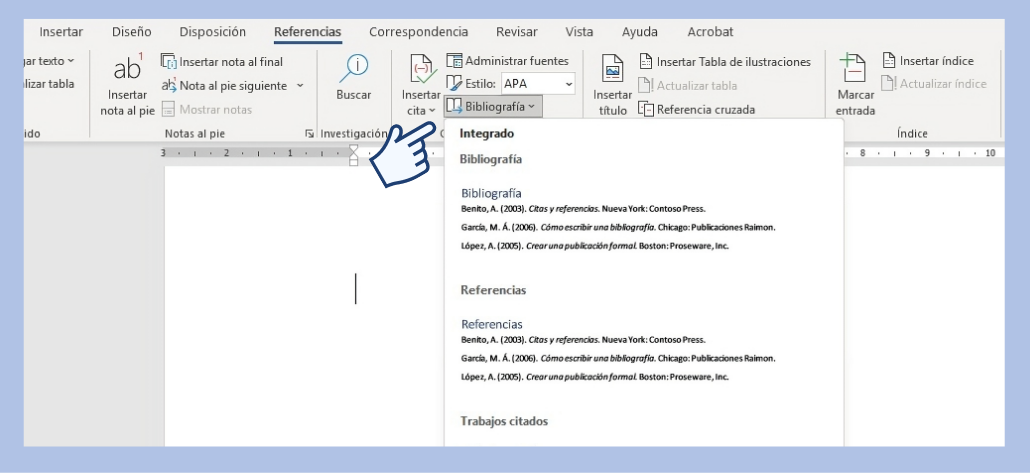 Insertar Diseño Disposición Referencias Correspondencia Revisar Vista Ayuda Acrobat
ar texto
lizar tabla
ab1
Insertar
nota al pie
Insertar nota al final
Nota al pie siguiente
Mostrar notas
Notas al pie
Buscar
Investigación
Insertar
cita
Administrar fuentes
Estilo: APA
Bibliografía
Insertar
título
Insertar Tabla de ilustraciones
Actualizar tabla
Referencia cruzada
Marcar
entrada
Insertar índice
Actualizar índice
Índice
3 2 1 8 9 10
Integrado
Bibliografía
Bibliografía
Benito, A. (2003). Citas y referencias. Nueva York: Contoso Press.
García, M. Á. (2006). Cómo escribir una bibliografía. Chicago: Publicaciones Raimon.
López, A. (2005). Crear una publicación formal. Boston: Proseware, Inc.
Referencias
Referencias
Benito, A. (2003). Citas y referencias. Nueva York: Contoso Press.
García, M. Á. (2006). Cómo escribir una bibliografía. Chicago: Publicaciones Raimon.
López, A. (2005). Crear una publicación formal. Boston: Proseware, Inc.
Trabajos citados